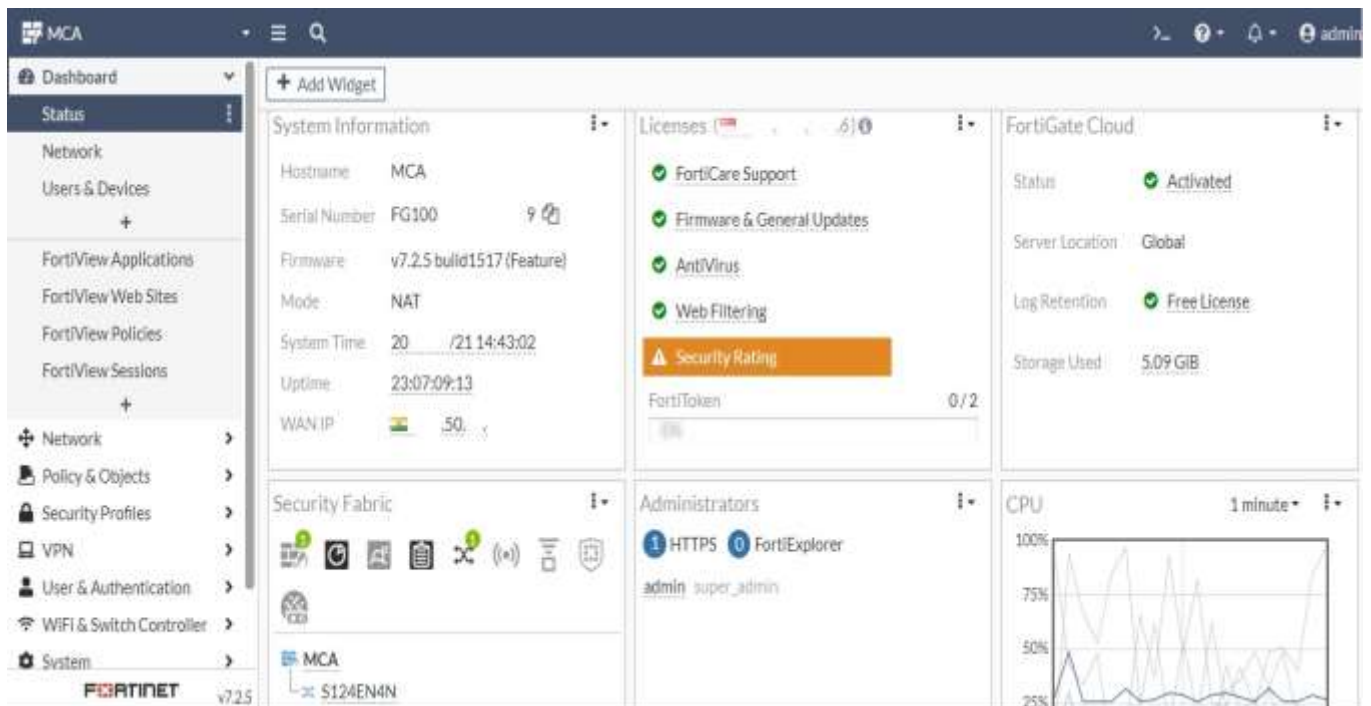 MCA
admin
Dashboard
Status
Network
Users & Devices
+
FortiView Applications
FortiView Web Sites
FortiView Policies
FortiView Sessions
+
Network
Policy & Objects
Security Profiles
VPN
User & Authentication
WiFi & Switch Controller
System
FORTINET
v7.2.5
+ Add Widget
System Information
Hostname MCA
Serial Number FG100 9
Firmware v7.2.5 build1517 (Feature)
Mode NAT
System Time 20 /21 14:43:02
Uptime 23:07:09:13
WAN IP .50.
Licenses ( .6)
FortiCare Support
Firmware & General Updates
AntiVirus
Web Filtering
Security Rating
FortiToken 0 / 2
0%
FortiGate Cloud
Status Activated
Server Location Global
Log Retention Free License
Storage Used 5.09 GiB
Security Fabric
1
1
MCA
S124EN4N
Administrators
1 HTTPS 0 FortiExplorer
admin super_admin
CPU 1 minute
100%
75%
50%
25%